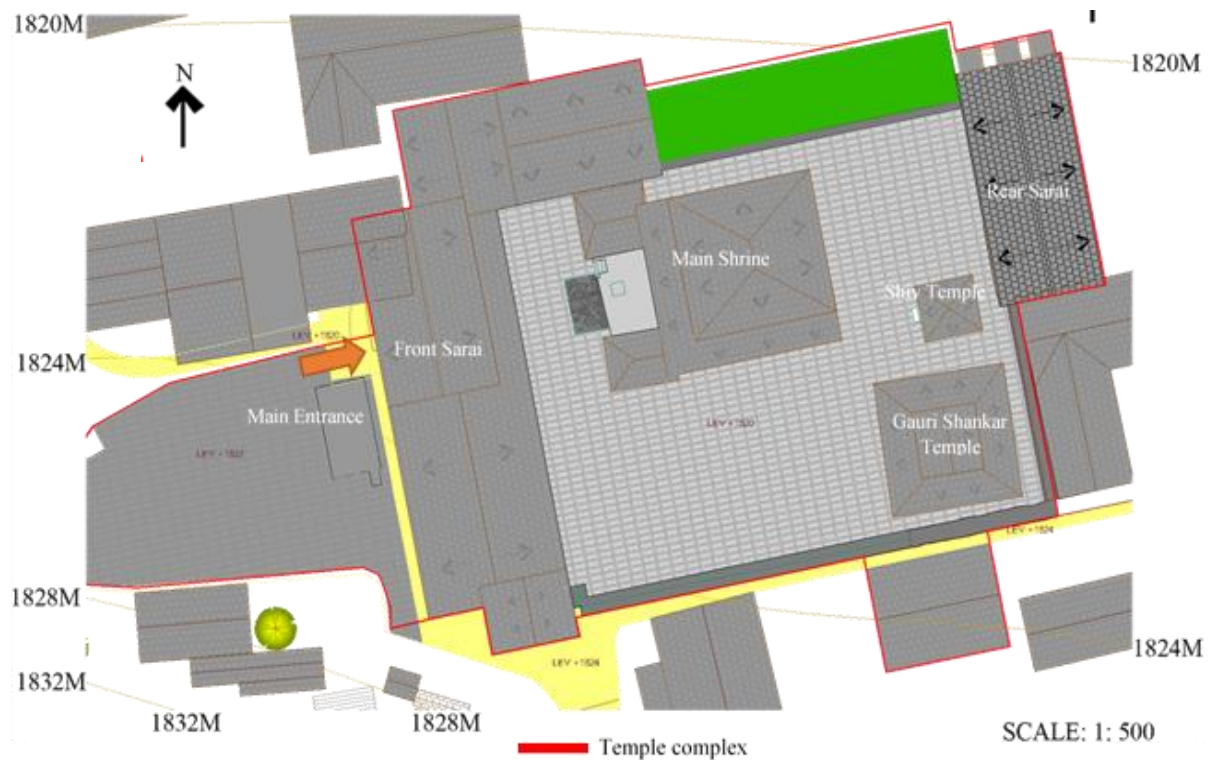 1820M
N
1820M
Rear Sarai
Main Shrine
Shiv Temple
Front Sarai
1824M
Main Entrance
Gauri Shankar
Temple
1828M
1824M
1832M
1832M
1828M
SCALE: 1: 500
Temple complex